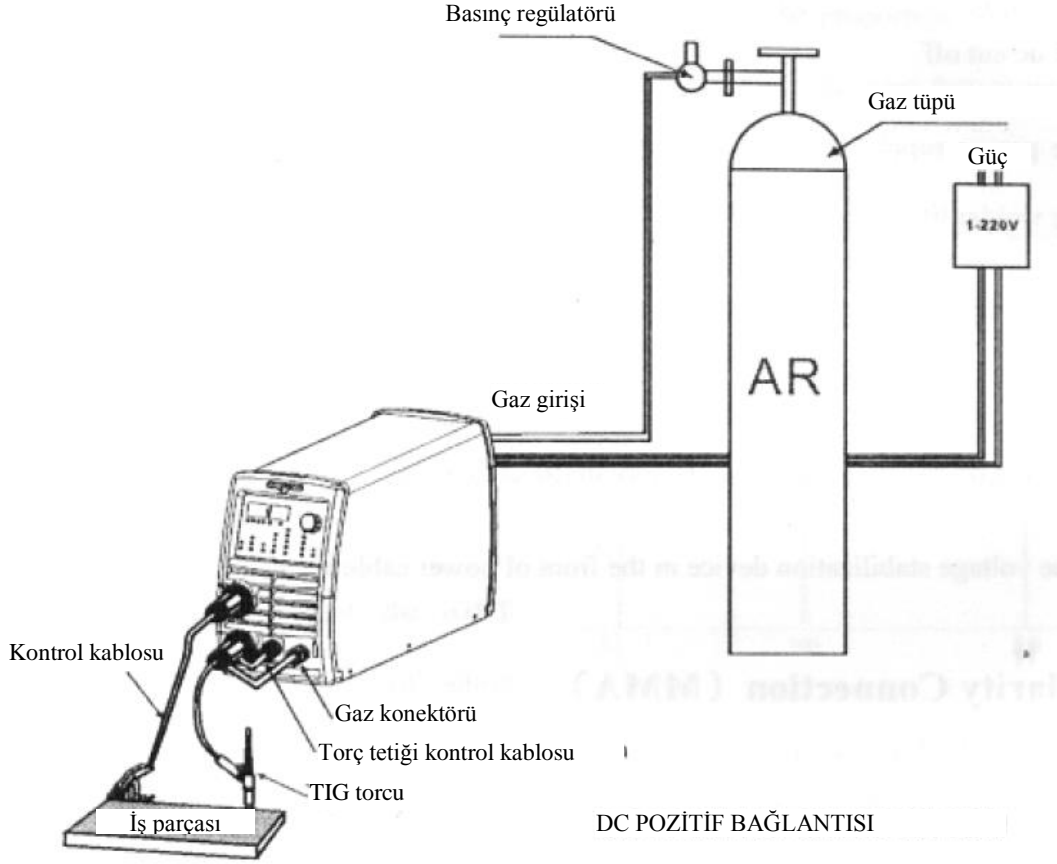 Basınç regülatörü
Gaz tüpü
Güç
1-220V
AR
Gaz girişi
Kontrol kablosu
Gaz konektörü
Torç tetiği kontrol kablosu
TIG torcu
İş parçası
DC POZİTİF BAĞLANTISI
e voltage stabilization device in the front of power cable
larity Connection (MMA)